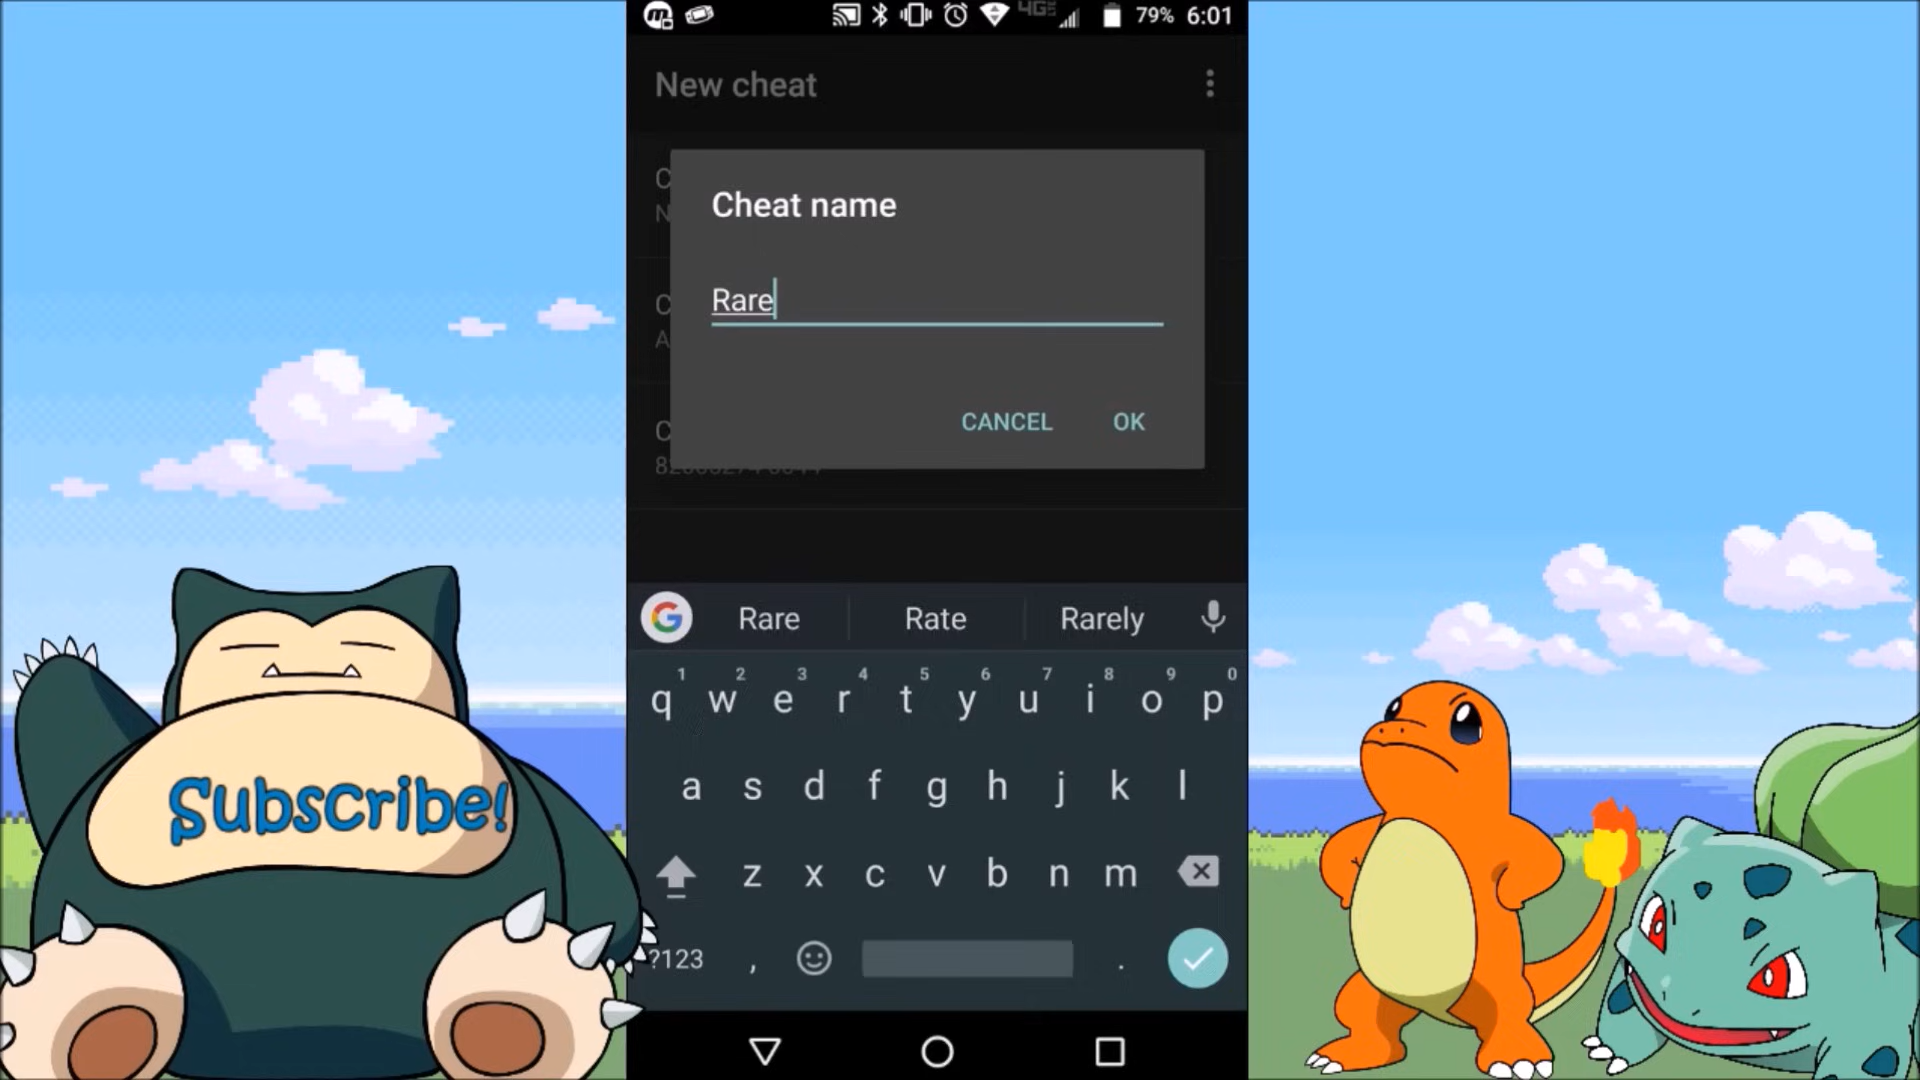 4G 79% 6:01
New cheat
C
N
Cheat name
Rare
C
A
CANCEL OK
C
Rare Rate Rarely
1 2 3 4 5 6 7 8 9 0
q w e r t y u i o p
a s d f g h j k l
z x c v b n m
?123 , .
Subscribe!